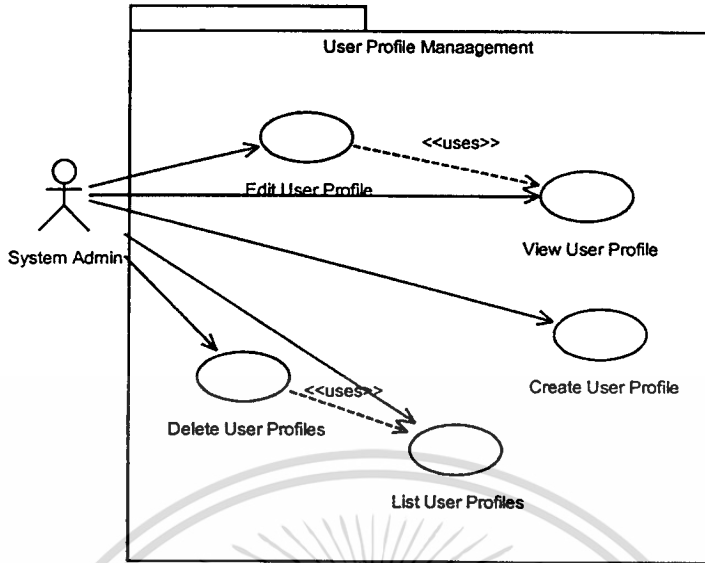 User Profile Manaagement
<<uses>>
Edit User Profile
View User Profile
System Admin
Create User Profile
<<uses>>
Delete User Profiles
List User Profiles